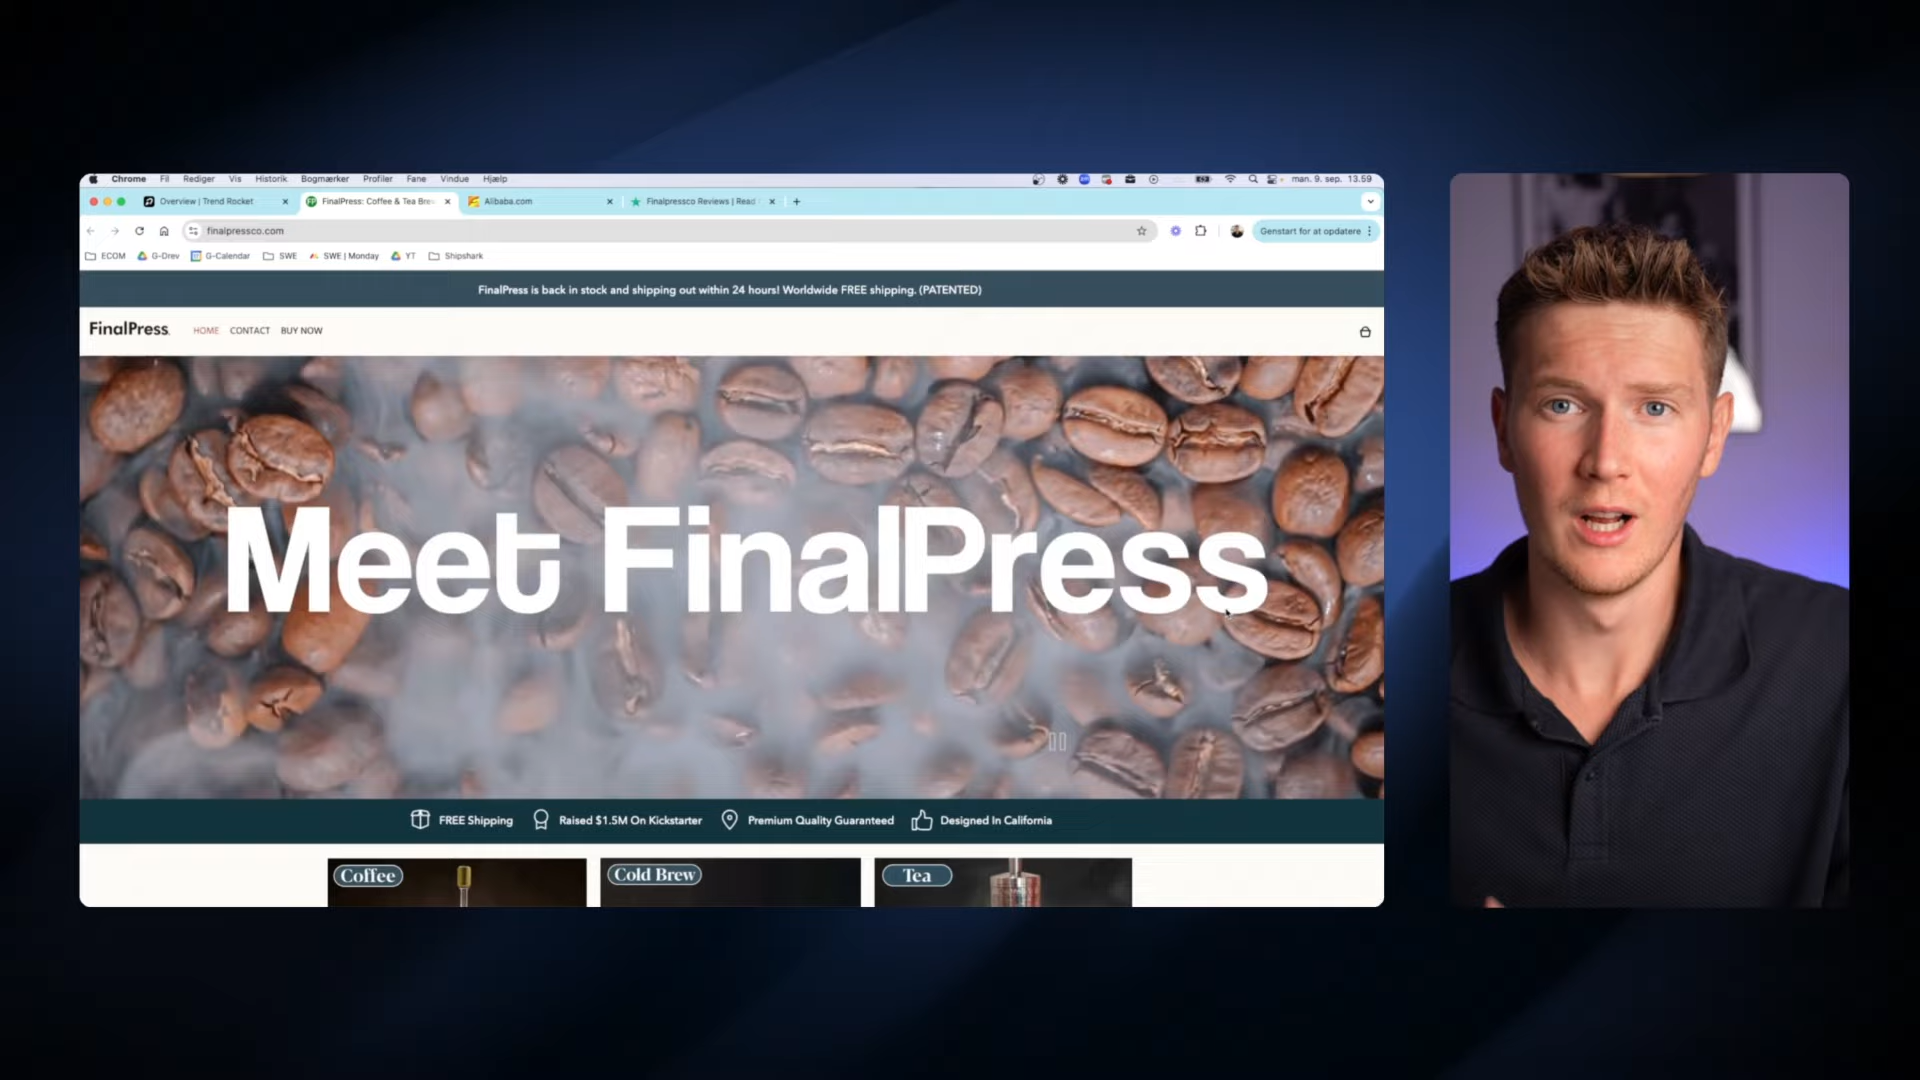 Chrome Fil Rediger Vis Historik Bogmærker Profiler Fane Vindue Hjælp
man. 9. sep. 13.59
Overview | Trend Rocket
FinalPress: Coffee & Tea Brew
Alibaba.com
Finalpressco Reviews | Read
finalpressco.com
Genstart for at opdatere
ECOM G-Drev G-Calendar SWE SWE | Monday YT Shipshark
FinalPress is back in stock and shipping out within 24 hours! Worldwide FREE shipping. (PATENTED)
FinalPress. HOME CONTACT BUY NOW
Meet FinalPress
FREE Shipping Raised $1.5M On Kickstarter Premium Quality Guaranteed Designed In California
Coffee Cold Brew Tea